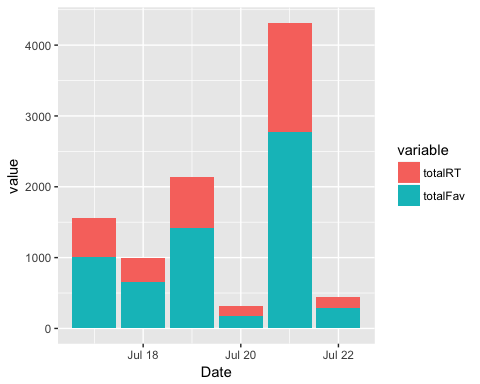 4000
3000
2000
1000
0
value
Jul 18
Jul 20
Jul 22
Date
variable
totalRT
totalFav